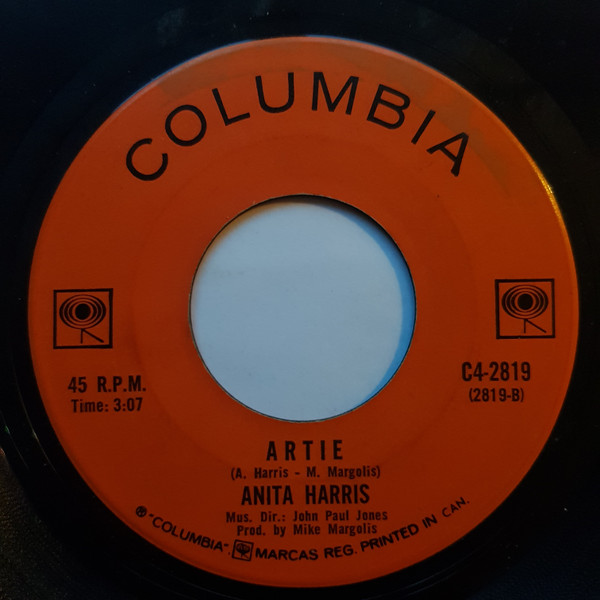 COLUMBIA
45 R.P.M.
Time: 3:07
C4-2819
(2819-B)
ARTIE
(A. Harris - M. Margolis)
ANITA HARRIS
Mus. Dir.: John Paul Jones
Prod. by Mike Margolis
® "COLUMBIA", MARCAS REG. PRINTED IN CAN.